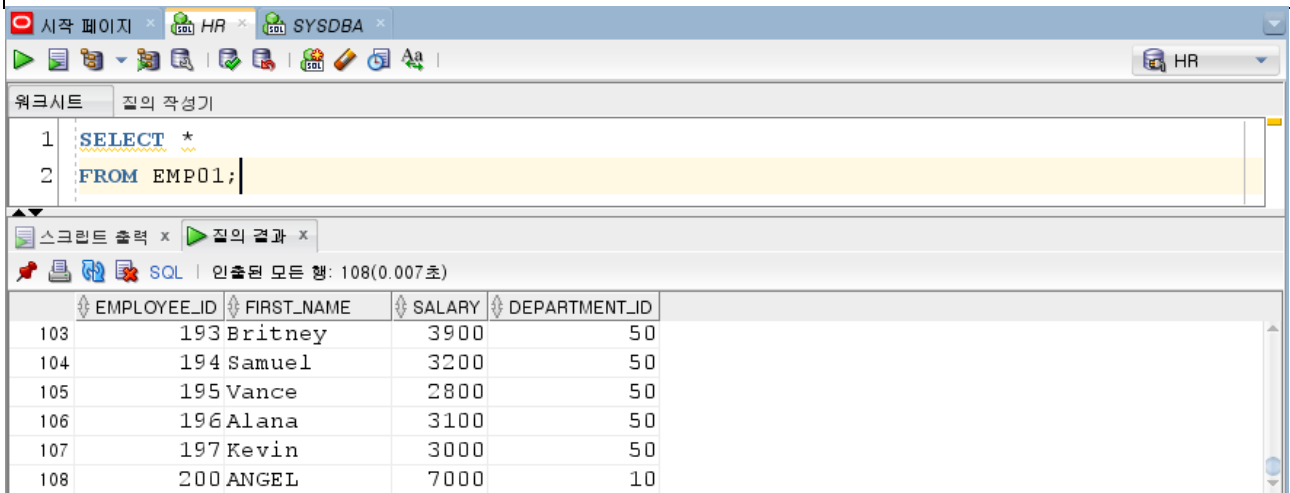 시작 페이지 HR SYSDBA
HR
워크시트 질의 작성기
1 SELECT *
2 FROM EMP01;
스크립트 출력 x 질의 결과 x
SQL | 인출된 모든 행: 108(0.007초)
EMPLOYEE_ID FIRST_NAME SALARY DEPARTMENT_ID
103 193 Britney 3900 50
104 194 Samuel 3200 50
105 195 Vance 2800 50
106 196 Alana 3100 50
107 197 Kevin 3000 50
108 200 ANGEL 7000 10